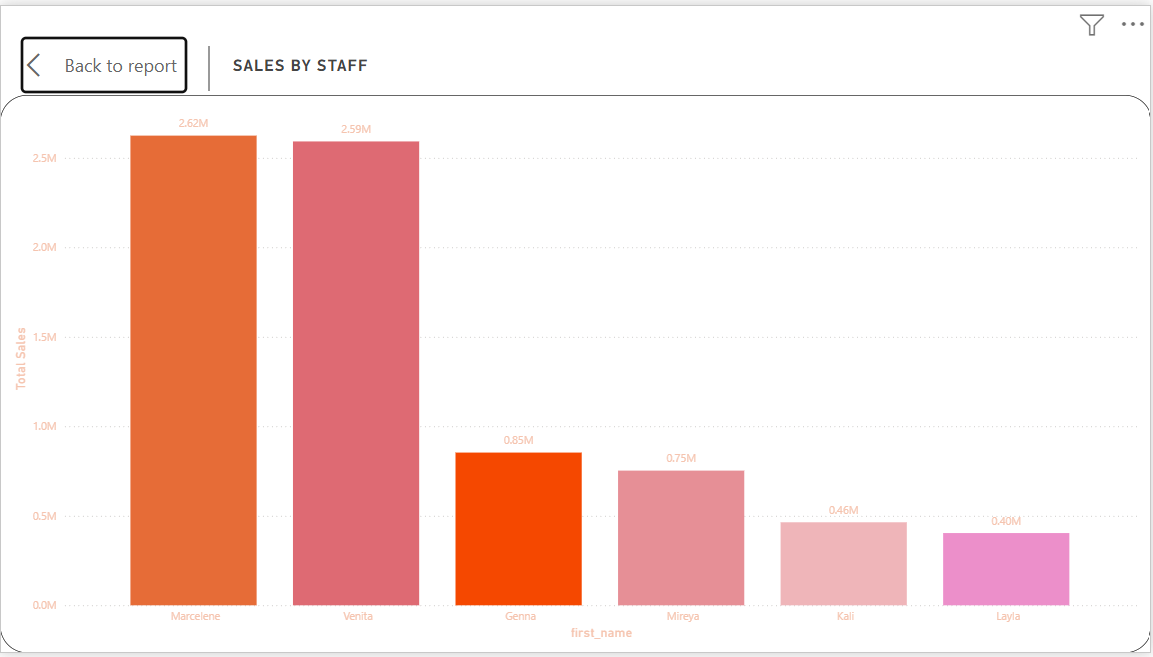 Back to report
SALES BY STAFF
2.62M
2.59M
2.5M
2.0M
Total Sales
1.5M
1.0M
0.85M
0.75M
0.5M
0.46M
0.40M
0.0M
Marcelene Venita Genna Mireya Kali Layla
first_name